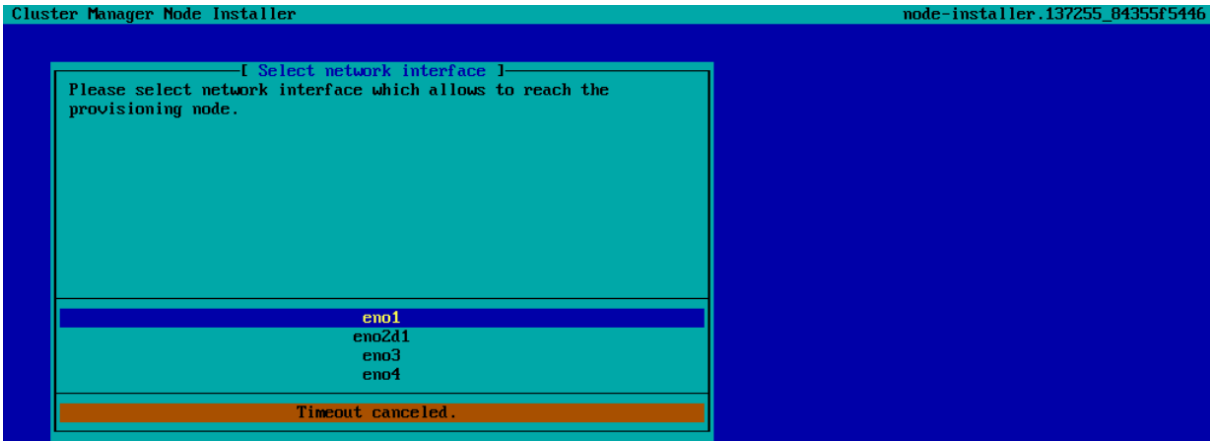 Cluster Manager Node Installer node-installer.137255_84355f5446
[ Select network interface ]
Please select network interface which allows to reach the
provisioning node.
eno1
eno2d1
eno3
eno4
Timeout canceled.